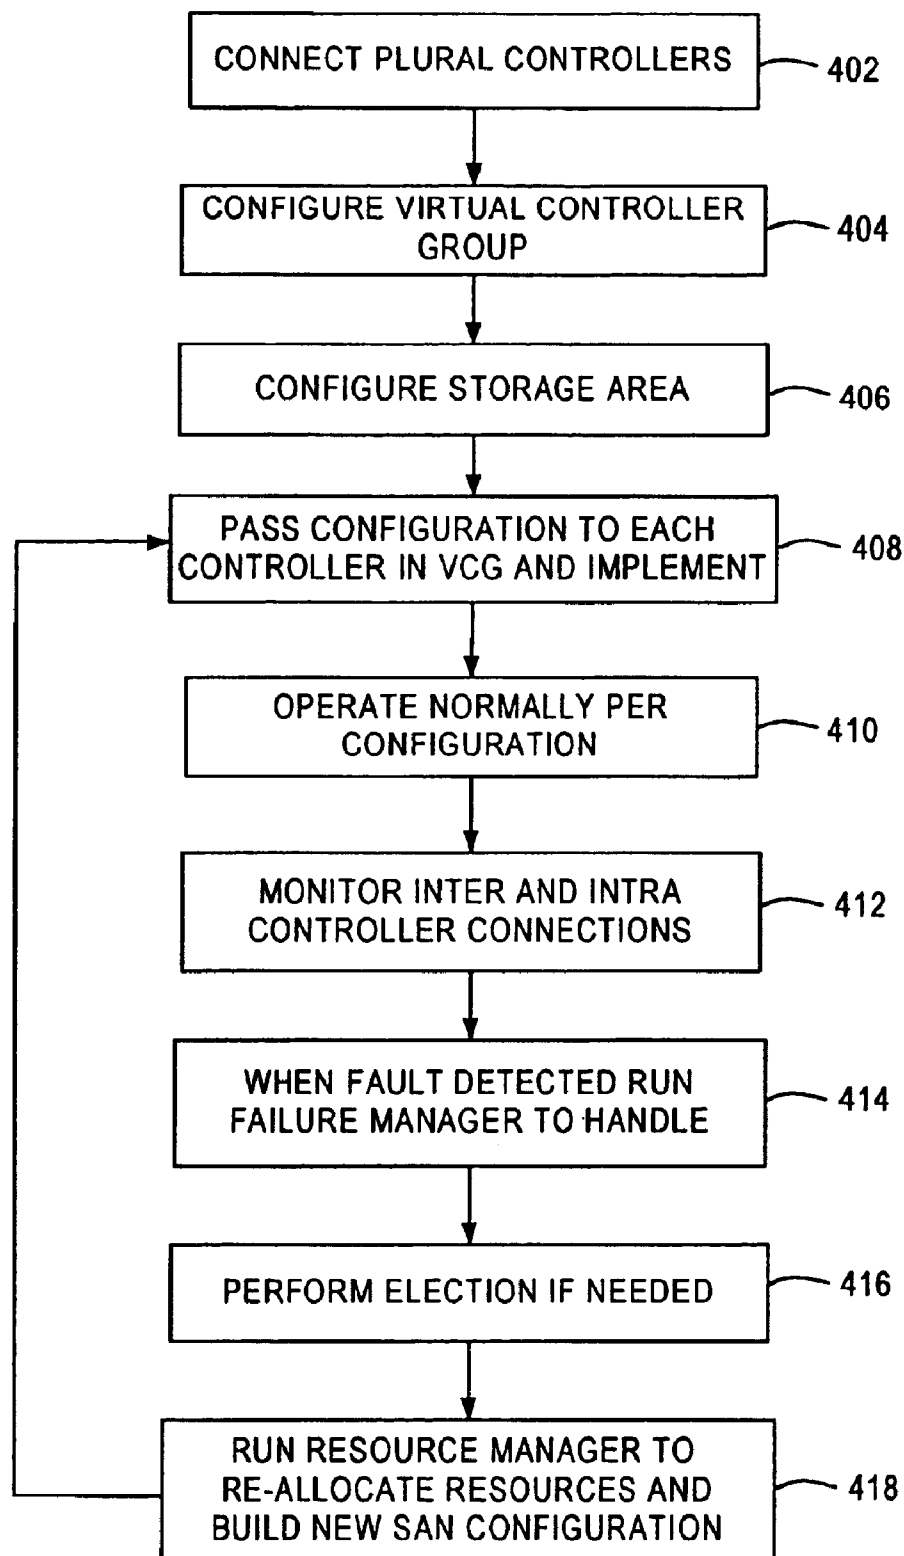 CONNECT PLURAL CONTROLLERS
402
CONFIGURE VIRTUAL CONTROLLER
GROUP
404
CONFIGURE STORAGE AREA
406
PASS CONFIGURATION TO EACH
CONTROLLER IN VCG AND IMPLEMENT
408
OPERATE NORMALLY PER
CONFIGURATION
410
MONITOR INTER AND INTRA
CONTROLLER CONNECTIONS
412
WHEN FAULT DETECTED RUN
FAILURE MANAGER TO HANDLE
414
PERFORM ELECTION IF NEEDED
416
RUN RESOURCE MANAGER TO
RE-ALLOCATE RESOURCES AND
BUILD NEW SAN CONFIGURATION
418